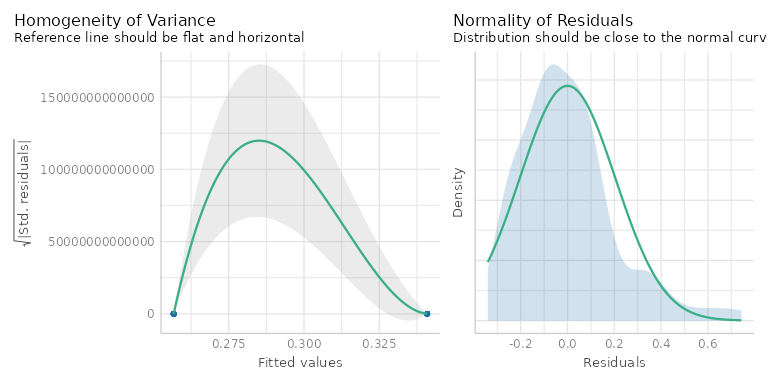 Homogeneity of Variance
Reference line should be flat and horizontal
150000000000000
100000000000000
50000000000000
0
√|Std. residuals|
0.275 0.300 0.325
Fitted values
Normality of Residuals
Distribution should be close to the normal curv
Density
-0.2 0.0 0.2 0.4 0.6
Residuals